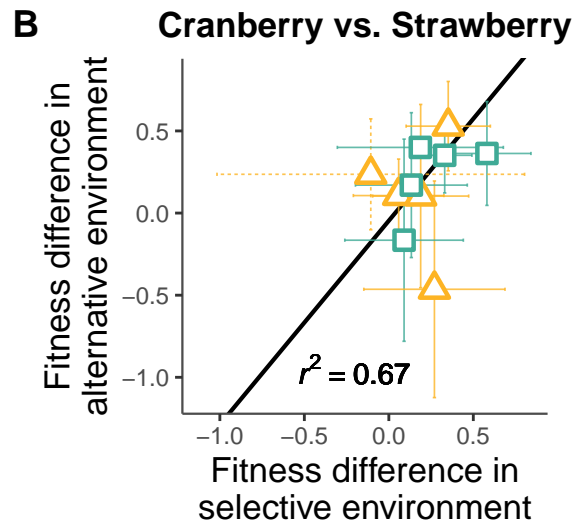 B Cranberry vs. Strawberry
Fitness difference in
alternative environment
0.5
0.0
−0.5
−1.0
r² = 0.67
−1.0 −0.5 0.0 0.5
Fitness difference in
selective environment